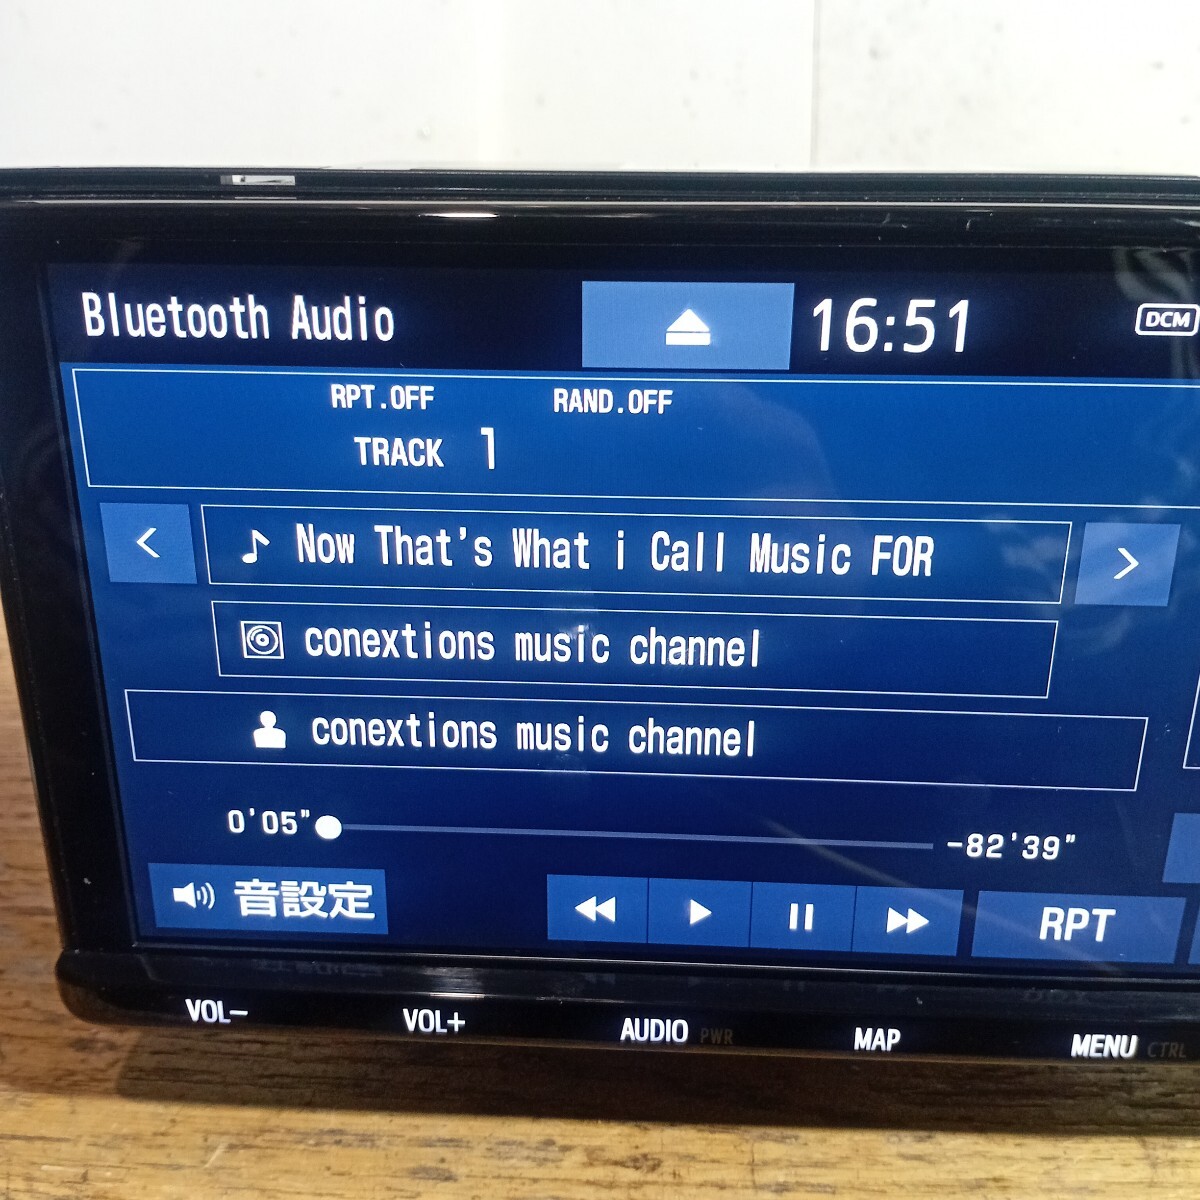 Bluetooth Audio
16:51
DCM
RPT.OFF RAND.OFF
TRACK 1
Now That's What i Call Music FOR
conextions music channel
conextions music channel
0'05" -82'39"
音設定
RPT
VOL− VOL+ AUDIO PWR MAP MENU CTRL